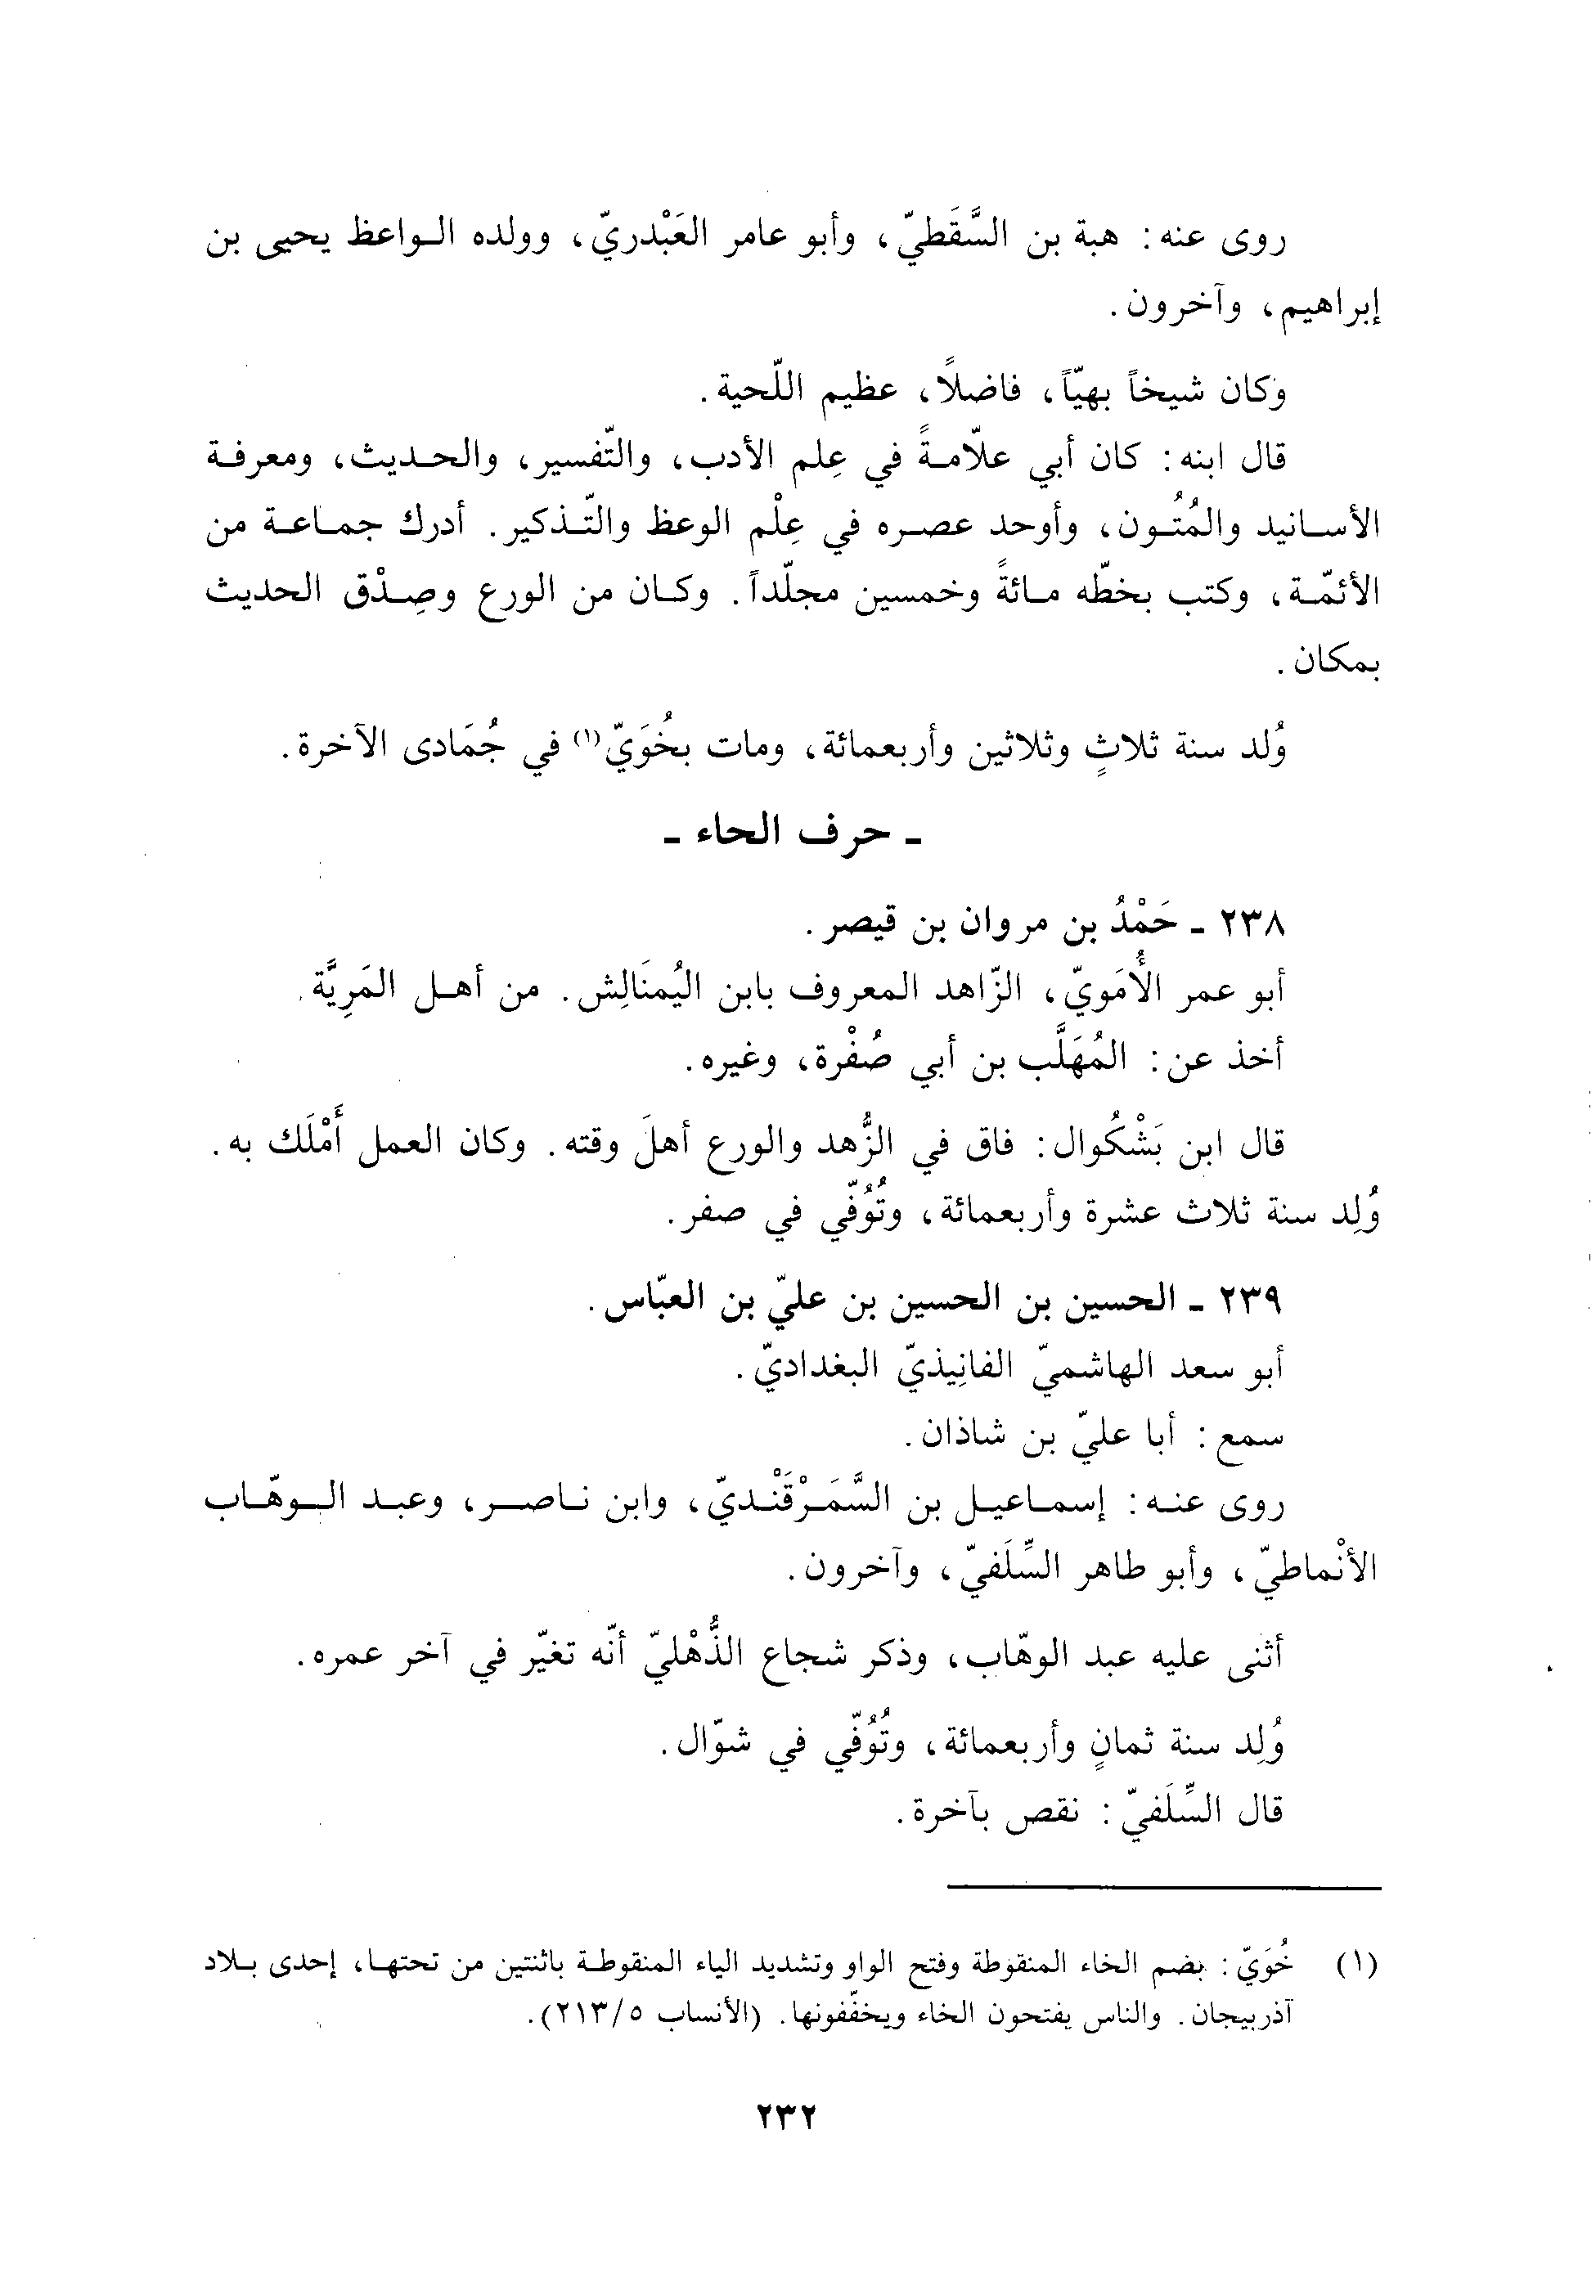 روى عنه: هبة بن السَّقَطيّ، وأبو عامر العَبْدريّ، وولده الواعظ يحيى بن
إبراهيم، وآخرون.
وكان شيخاً بهيّاً، فاضلاً، عظيم اللّحية.
قال ابنه: كان أبي علّامةً في عِلم الأدب، والتّفسير، والحديث، ومعرفة
الأسانيد والمُتُون، وأوحد عصره في عِلْم الوعظ والتّذكير. أدرك جماعة من
الأئمّة، وكتب بخطّه مائةً وخمسين مجلّداً. وكان من الورع وصِدْق الحديث
بمكان.
وُلد سنة ثلاثٍ وثلاثين وأربعمائة، ومات بخُوَيّ(١) في جُمَادى الآخرة.
ـ حرف الحاء ـ
٢٣٨ ـ حَمْدُ بن مروان بن قيصر.
أبو عمر الأُمَويّ، الزّاهد المعروف بابن اليُمنَالِش. من أهل المَرِيَّة.
أخذ عن: المُهَلَّب بن أبي صُفْرة، وغيره.
قال ابن بَشْكُوال: فاق في الزُّهد والورع أهلَ وقته. وكان العمل أَمْلَك به.
وُلِد سنة ثلاث عشرة وأربعمائة، وتُوُفّي في صفر.
٢٣٩ ـ الحسين بن الحسين بن عليّ بن العبّاس.
أبو سعد الهاشميّ الفانِيذيّ البغداديّ.
سمع: أبا عليّ بن شاذان.
روى عنه: إسماعيل بن السَّمَرْقَنْديّ، وابن ناصر، وعبد الوهّاب
الأنْماطيّ، وأبو طاهر السِّلَفيّ، وآخرون.
أثنى عليه عبد الوهّاب، وذكر شجاع الذُّهْليّ أنّه تغيّر في آخر عمره.
وُلِد سنة ثمانٍ وأربعمائة، وتُوُفّي في شوّال.
قال السِّلَفيّ: نقص بآخرة.
(١) خُوَيّ: بضم الخاء المنقوطة وفتح الواو وتشديد الياء المنقوطة باثنتين من تحتها، إحدى بلاد
آذربيجان. والناس يفتحون الخاء ويخفّفونها. (الأنساب ٢١٣/٥).
٢٣٢